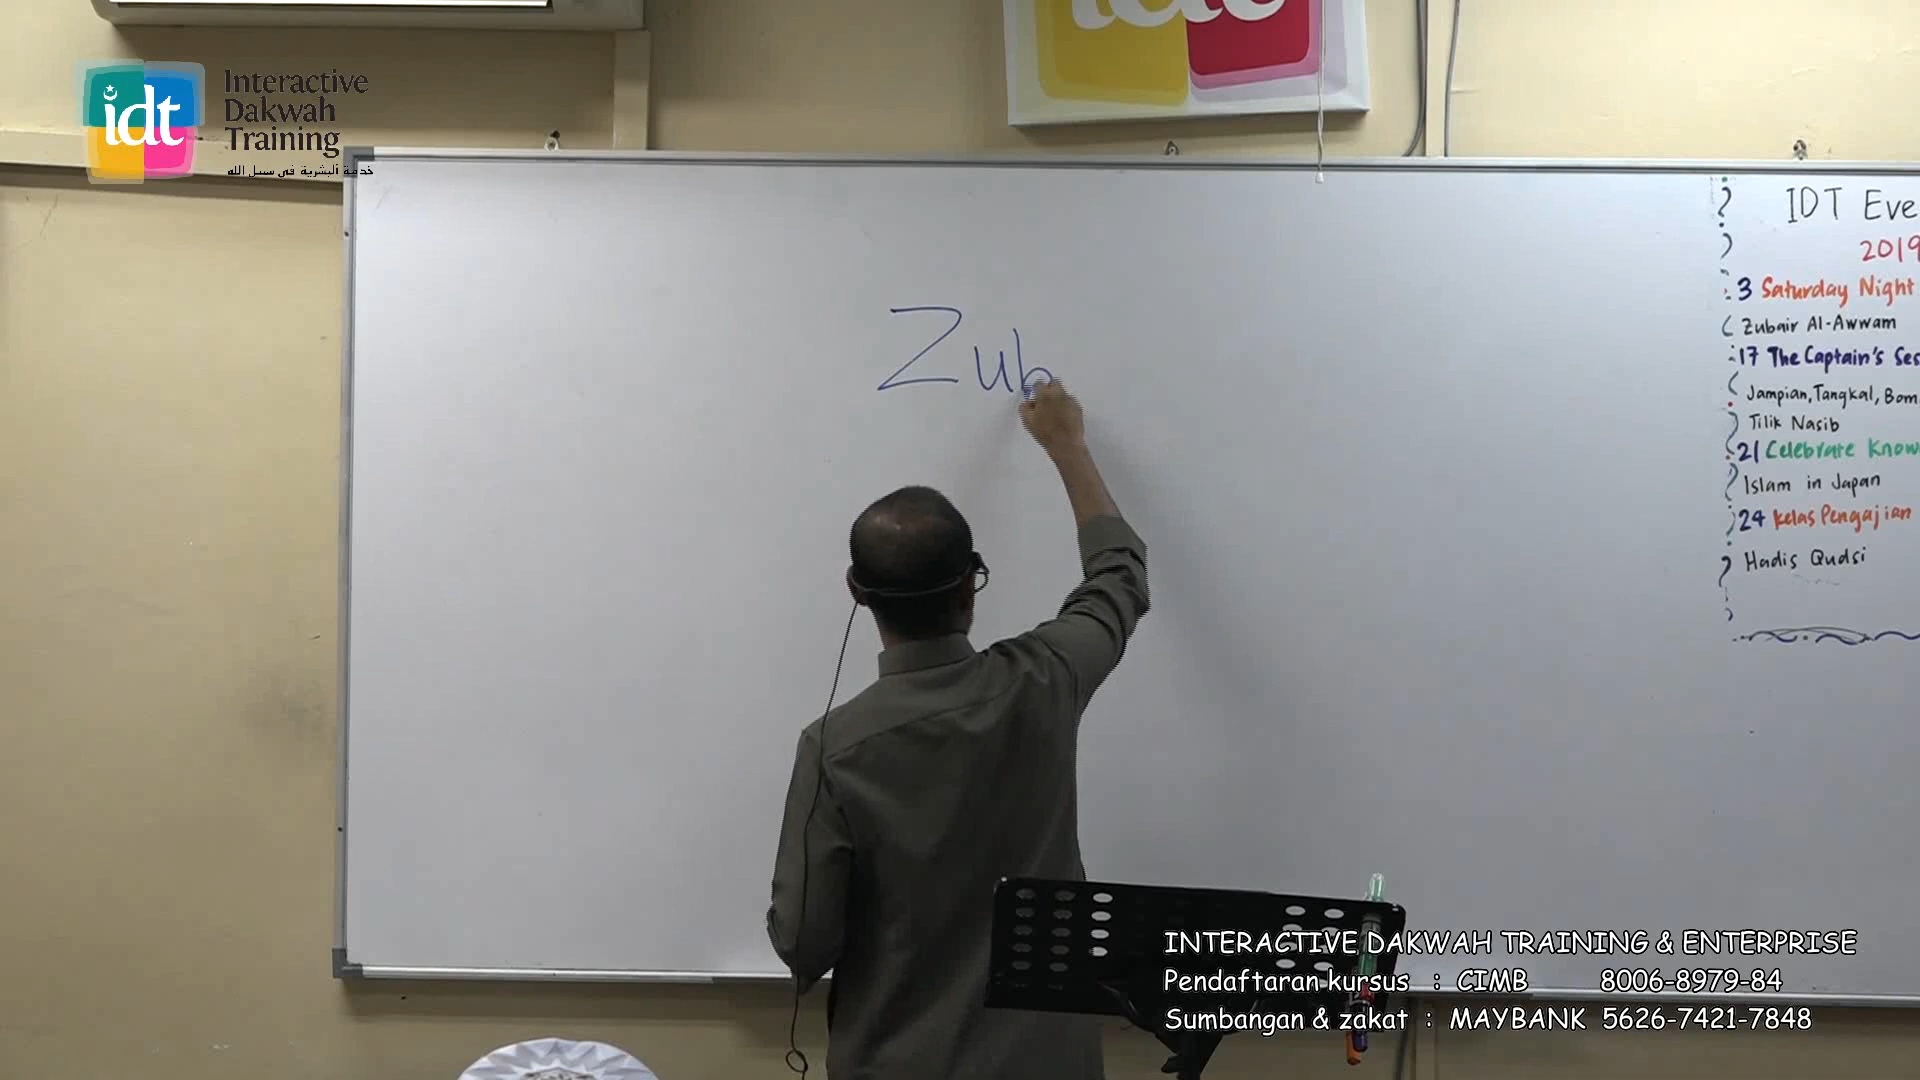 idt
Interactive
Dakwah
Training
خدمة البشرية في سبيل الله
idt
Zub
IDT Eve
2019
3 Saturday Night
Zubair Al-Awwam
17 The Captain's Ses
Jampian, Tangkal, Bom
Tilik Nasib
21 Celebrate Know
Islam in Japan
24 Kelas Pengajian
Hadis Qudsi
INTERACTIVE DAKWAH TRAINING & ENTERPRISE
Pendaftaran kursus : CIMB 8006-8979-84
Sumbangan & zakat : MAYBANK 5626-7421-7848